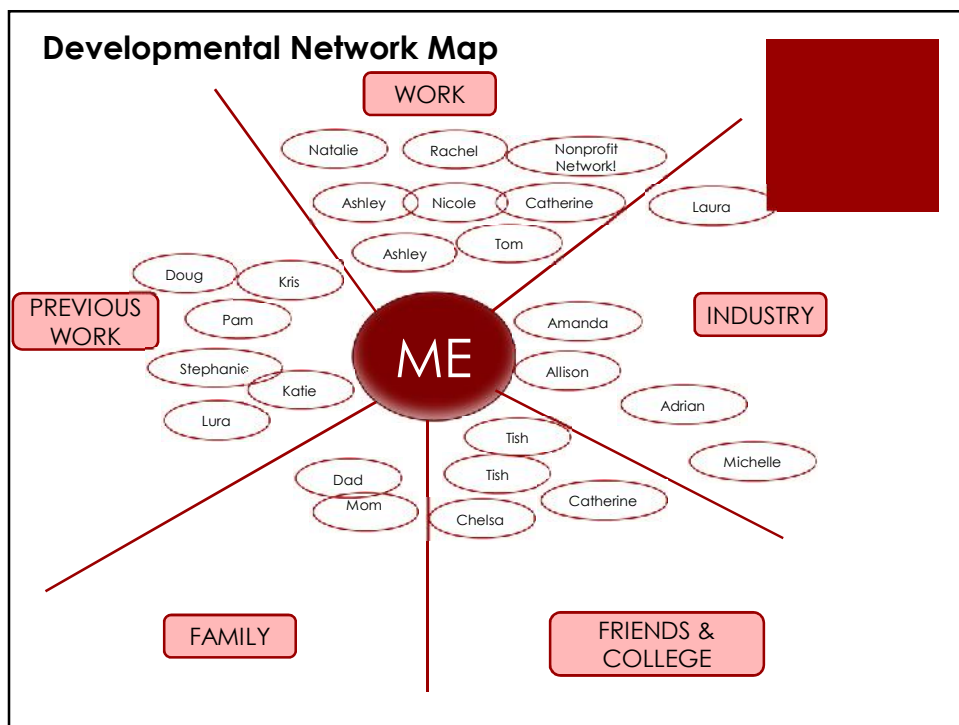 Developmental Network Map
WORK
Natalie
Rachel
Nonprofit
Network!
Ashley
Nicole
Catherine
Laura
Ashley
Tom
Doug
Kris
PREVIOUS
WORK
Pam
Stephanie
Katie
Lura
ME
INDUSTRY
Amanda
Allison
Adrian
Michelle
Tish
Tish
Catherine
Chelsa
Dad
Mom
FAMILY
FRIENDS &
COLLEGE